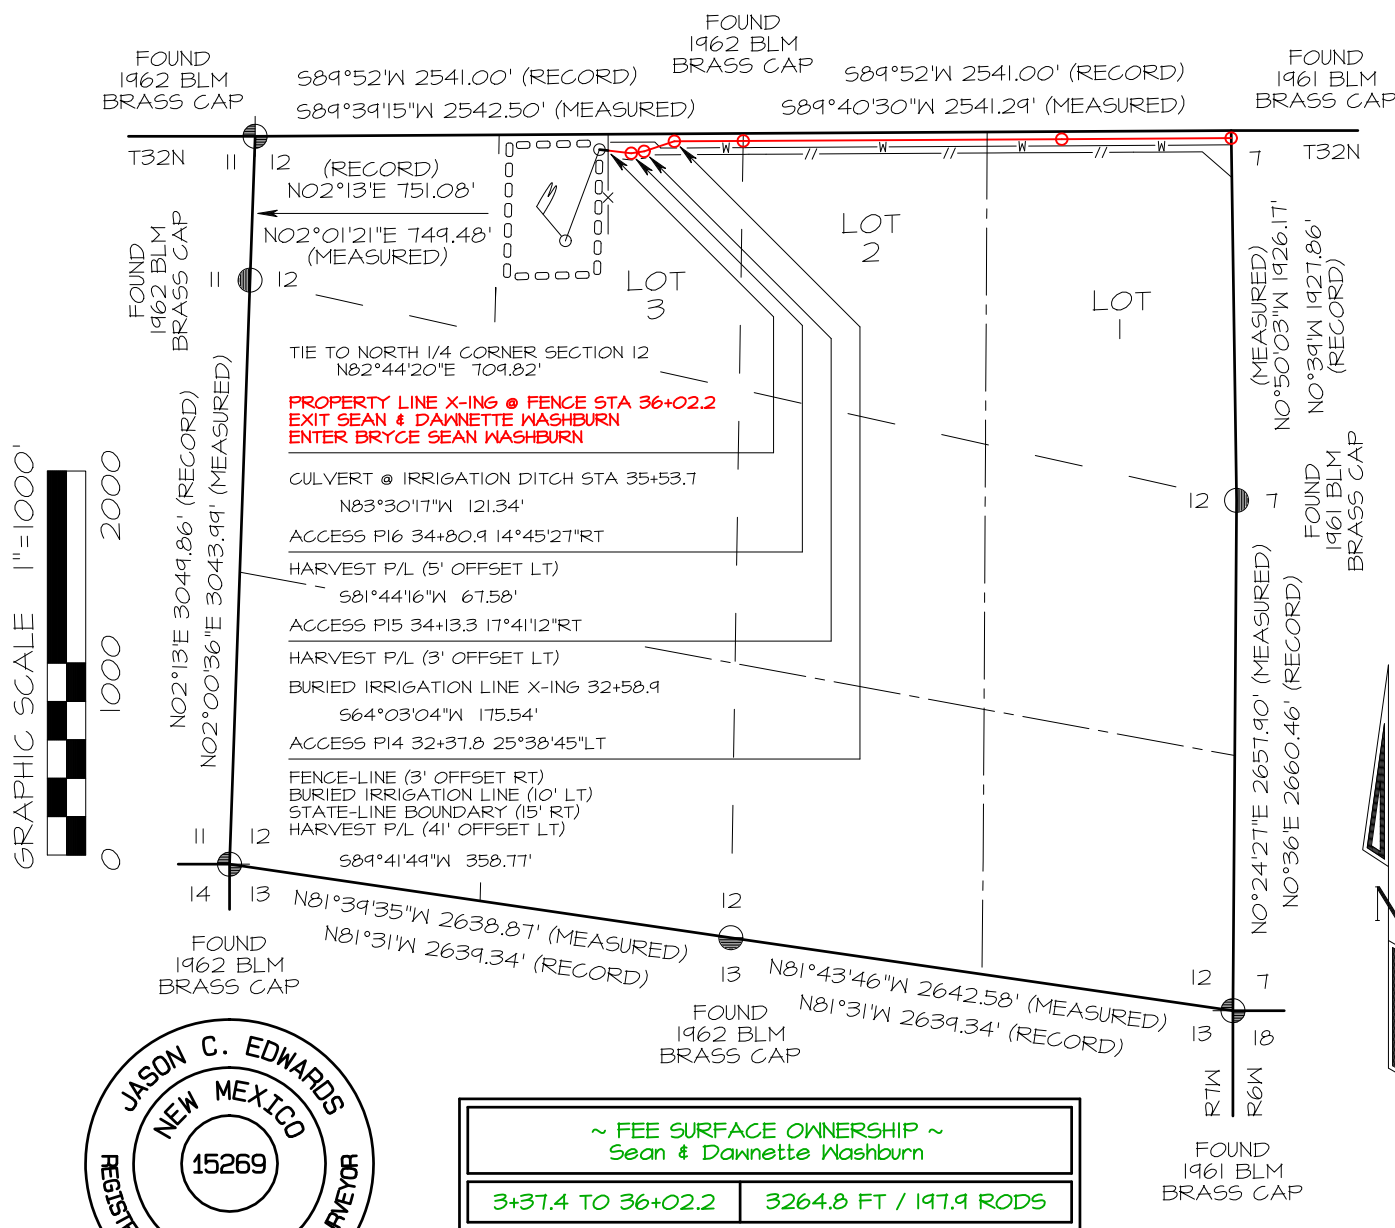 FOUND
1962 BLM
BRASS CAP
FOUND
1962 BLM
BRASS CAP
FOUND
1961 BLM
BRASS CAP
S89°52'W 2541.00' (RECORD)
S89°39'15"W 2542.50' (MEASURED)
S89°52'W 2541.00' (RECORD)
S89°40'30"W 2541.29' (MEASURED)
T32N
11 12
7
T32N
(RECORD)
N02°13'E 751.08'
N02°01'21"E 749.48'
(MEASURED)
W
//
W
//
W
//
W
X
FOUND
1962 BLM
BRASS CAP
11 12
LOT
3
LOT
2
LOT
1
(MEASURED)
N0°50'03"W 1926.17'
N0°39'W 1927.86'
(RECORD)
TIE TO NORTH 1/4 CORNER SECTION 12
N82°44'20"E 709.82'
PROPERTY LINE X-ING @ FENCE STA 36+02.2
EXIT SEAN & DAWNETTE WASHBURN
ENTER BRYCE SEAN WASHBURN
CULVERT @ IRRIGATION DITCH STA 35+53.7
N83°30'17"W 121.34'
ACCESS PI6 34+80.9 14°45'27"RT
HARVEST P/L (5' OFFSET LT)
S81°44'16"W 67.58'
ACCESS PI5 34+13.3 17°41'12"RT
HARVEST P/L (3' OFFSET LT)
BURIED IRRIGATION LINE X-ING 32+58.9
S64°03'04"W 175.54'
ACCESS PI4 32+37.8 25°38'45"LT
FENCE-LINE (3' OFFSET RT)
BURIED IRRIGATION LINE (10' LT)
STATE-LINE BOUNDARY (15' RT)
HARVEST P/L (41' OFFSET LT)
S89°41'49"W 358.77'
12 7
FOUND
1961 BLM
BRASS CAP
N02°13'E 3049.86' (RECORD)
N02°00'36"E 3043.99' (MEASURED)
GRAPHIC SCALE 1"=1000'
0
1000
2000
N0°24'27"E 2657.90' (MEASURED)
N0°36'E 2660.46' (RECORD)
11 12
14 13
N81°39'35"W 2638.87' (MEASURED)
N81°31'W 2639.34' (RECORD)
12
13
N81°43'46"W 2642.58' (MEASURED)
N81°31'W 2639.34' (RECORD)
12 7
13 18
R7W
R6W
FOUND
1962 BLM
BRASS CAP
FOUND
1962 BLM
BRASS CAP
FOUND
1961 BLM
BRASS CAP
JASON C. EDWARDS
NEW MEXICO
15269
~ FEE SURFACE OWNERSHIP ~
Sean & Dawnette Washburn
3+37.4 TO 36+02.2
3264.8 FT / 197.9 RODS